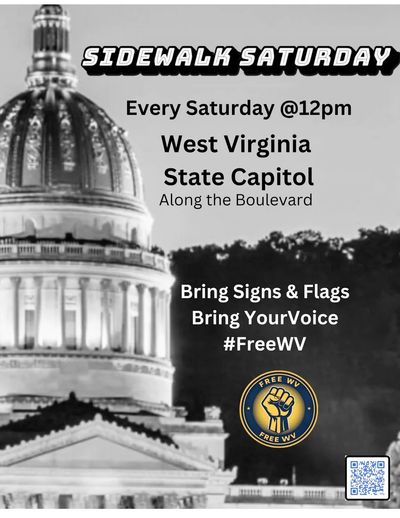 SIDEWALK SATURDAY
Every Saturday @12pm
West Virginia
State Capitol
Along the Boulevard
Bring Signs & Flags
Bring YourVoice
#FreeWV
FREE WV
FREE WV